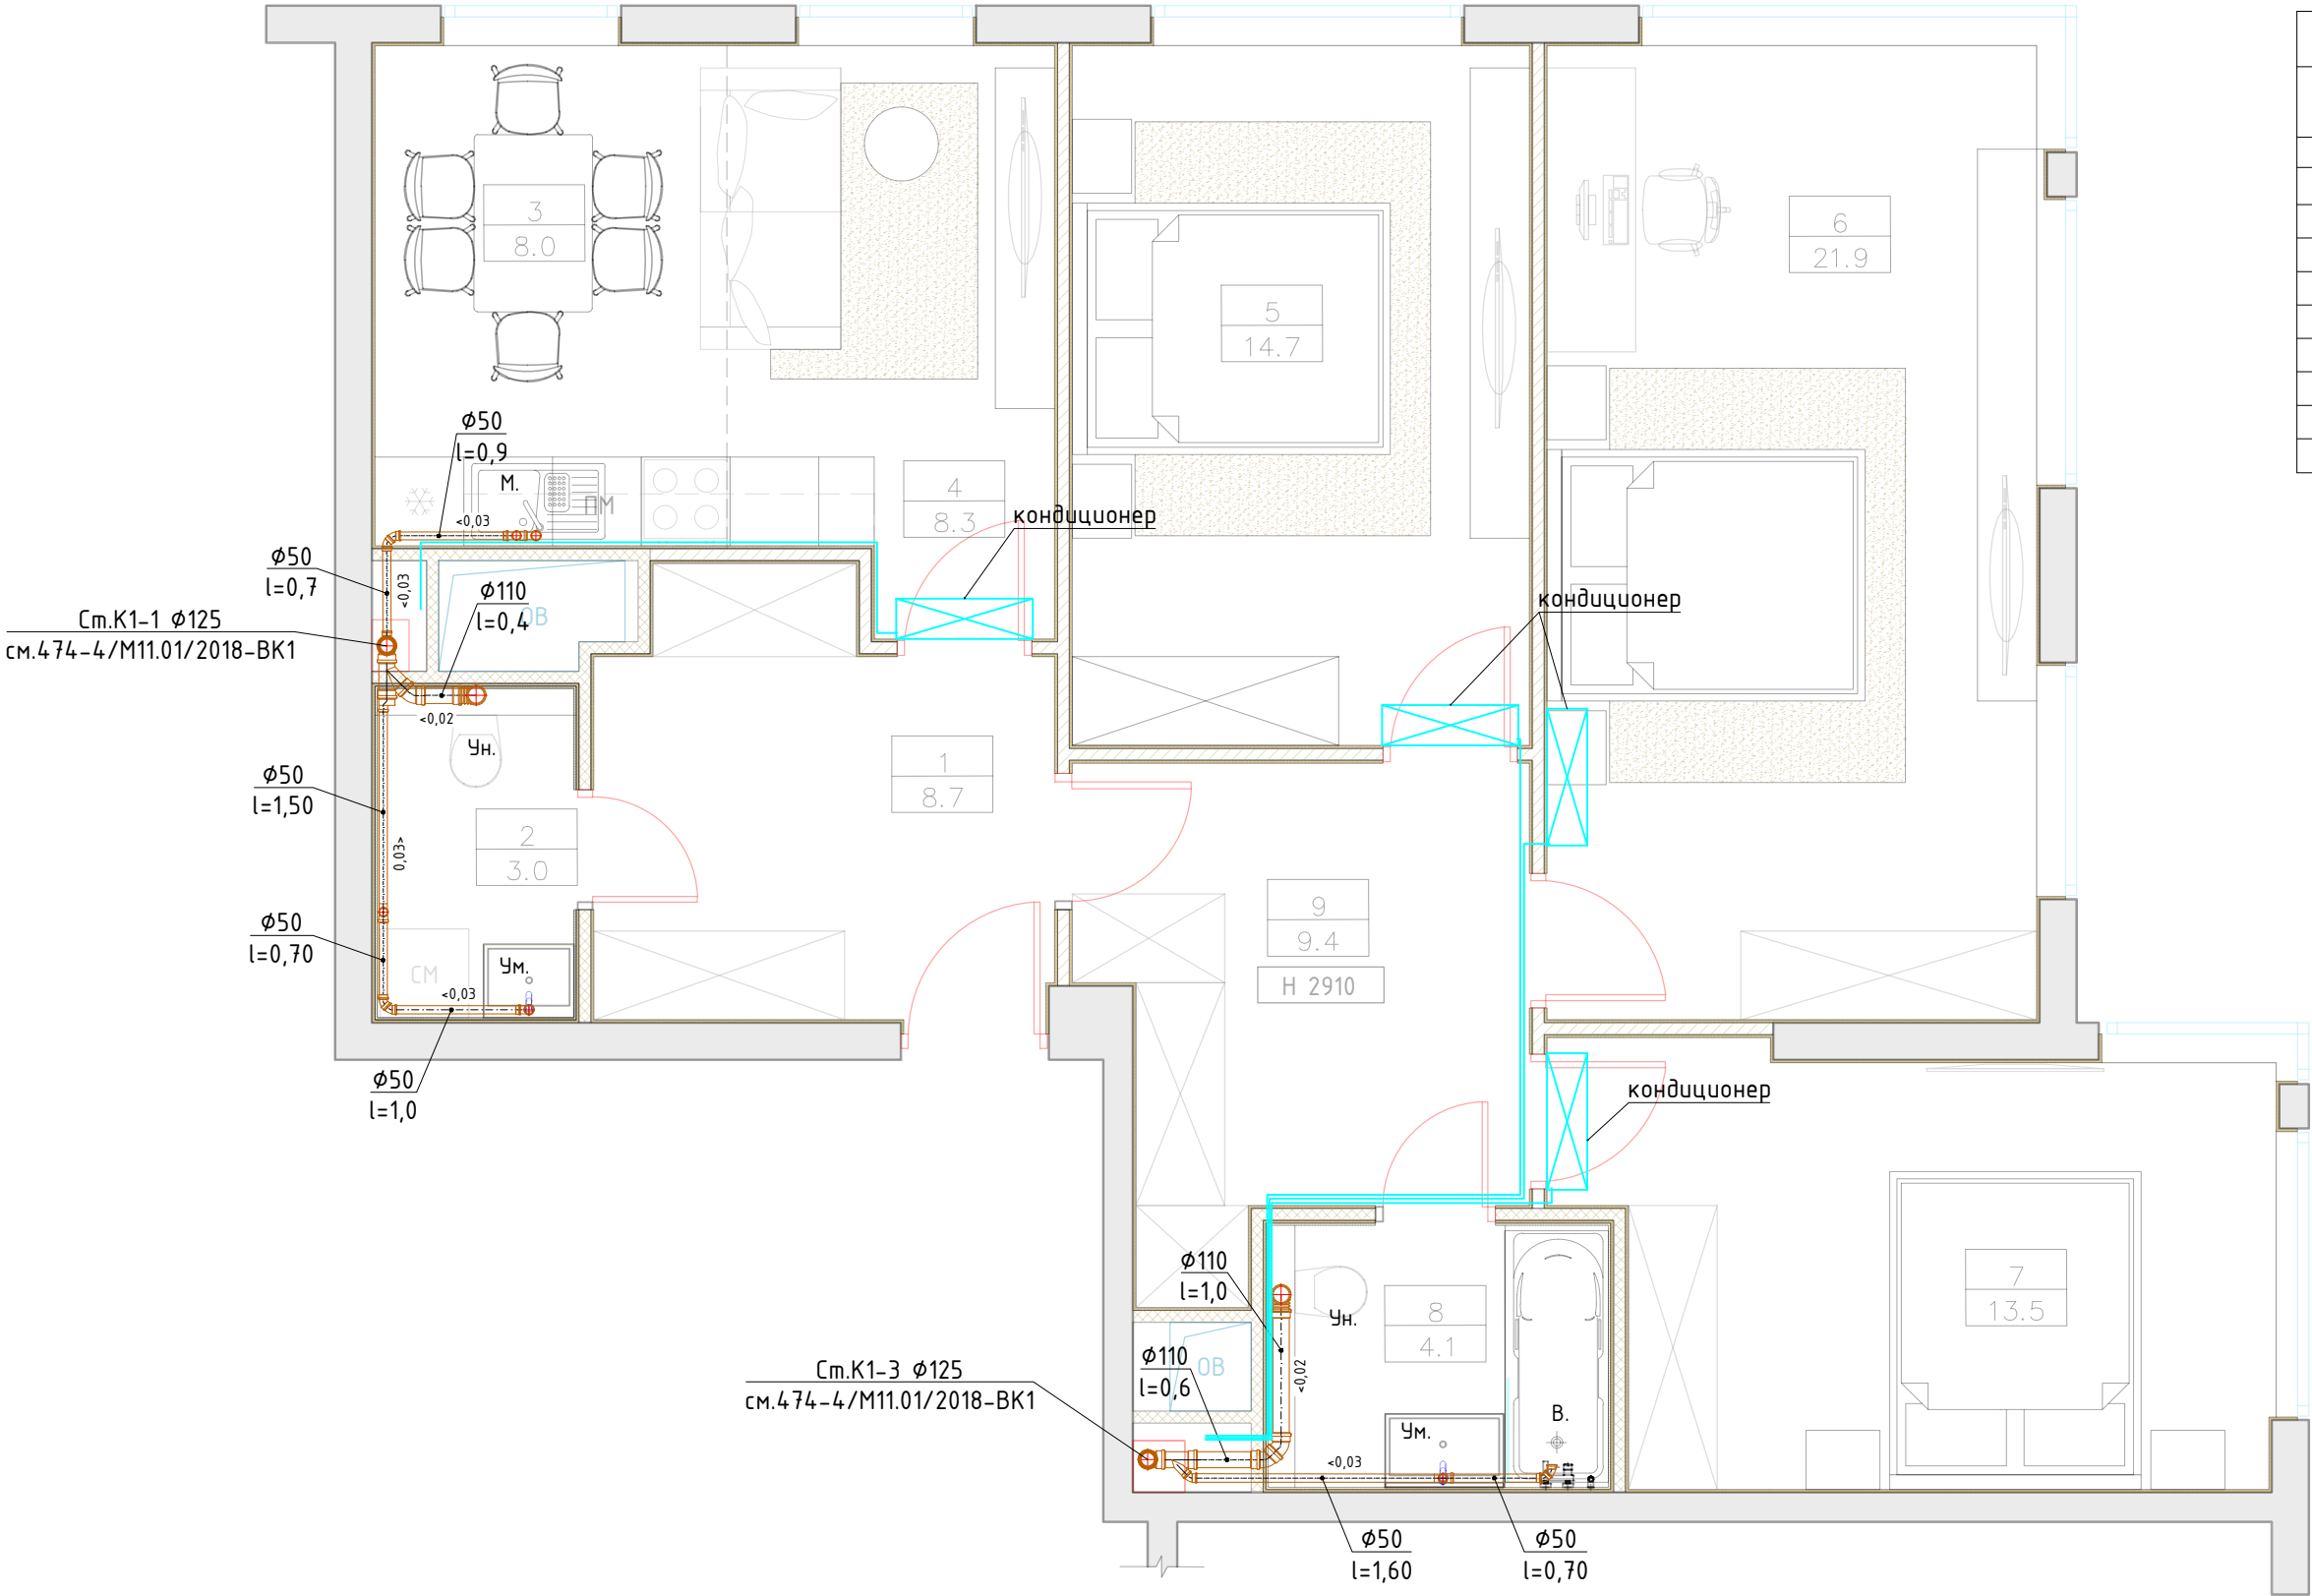 3
8.0
5
14.7
6
21.9
ø50
l=0,9
М.
ПМ
<0,03
4
8.3
кондиционер
ø50
l=0,7
<0,03
ø110
l=0,4
ОВ
кондиционер
Ст.К1-1 ø125
см.474-4/М11.01/2018-ВК1
<0,02
Ун.
1
8.7
ø50
l=1,50
0,03>
2
3.0
9
9.4
Н 2910
ø50
l=0,70
СМ
Ум.
<0,03
ø50
l=1,0
кондиционер
ø110
l=1,0
Ун.
8
4.1
7
13.5
<0,02
ø110
l=0,6
ОВ
Ст.К1-3 ø125
см.474-4/М11.01/2018-ВК1
Ум.
В.
<0,03
ø50
l=1,60
ø50
l=0,70